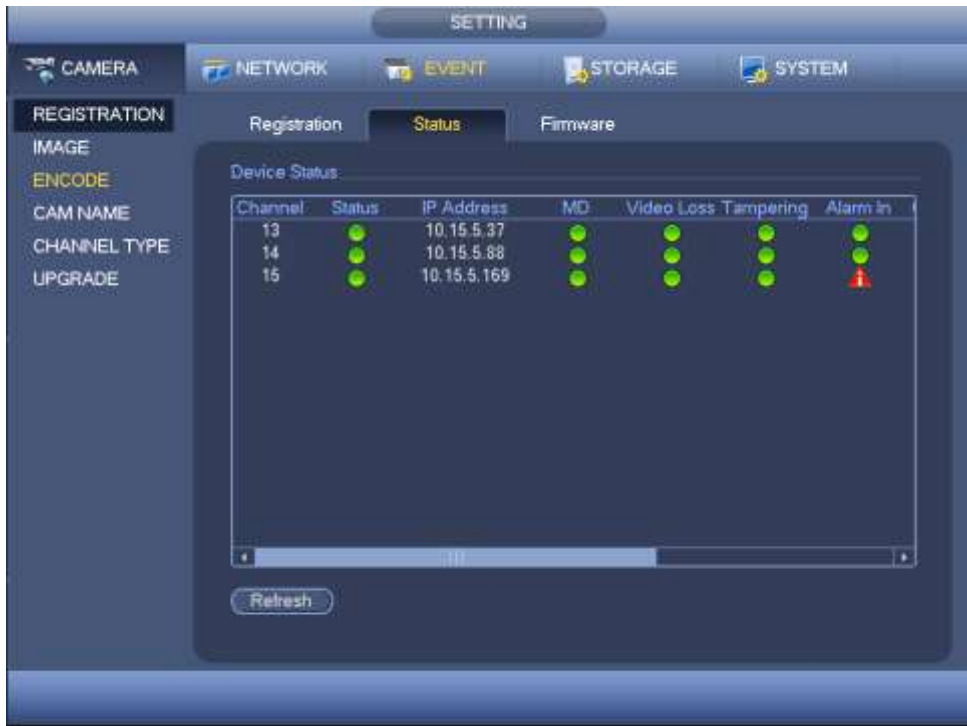 SETTING
CAMERA NETWORK EVENT STORAGE SYSTEM
REGISTRATION
IMAGE
ENCODE
CAM NAME
CHANNEL TYPE
UPGRADE
Registration Status Firmware
Device Status
Channel Status IP Address MD Video Loss Tampering Alarm In
13 10.15.5.37
14 10.15.5.88
15 10.15.5.169
Refresh